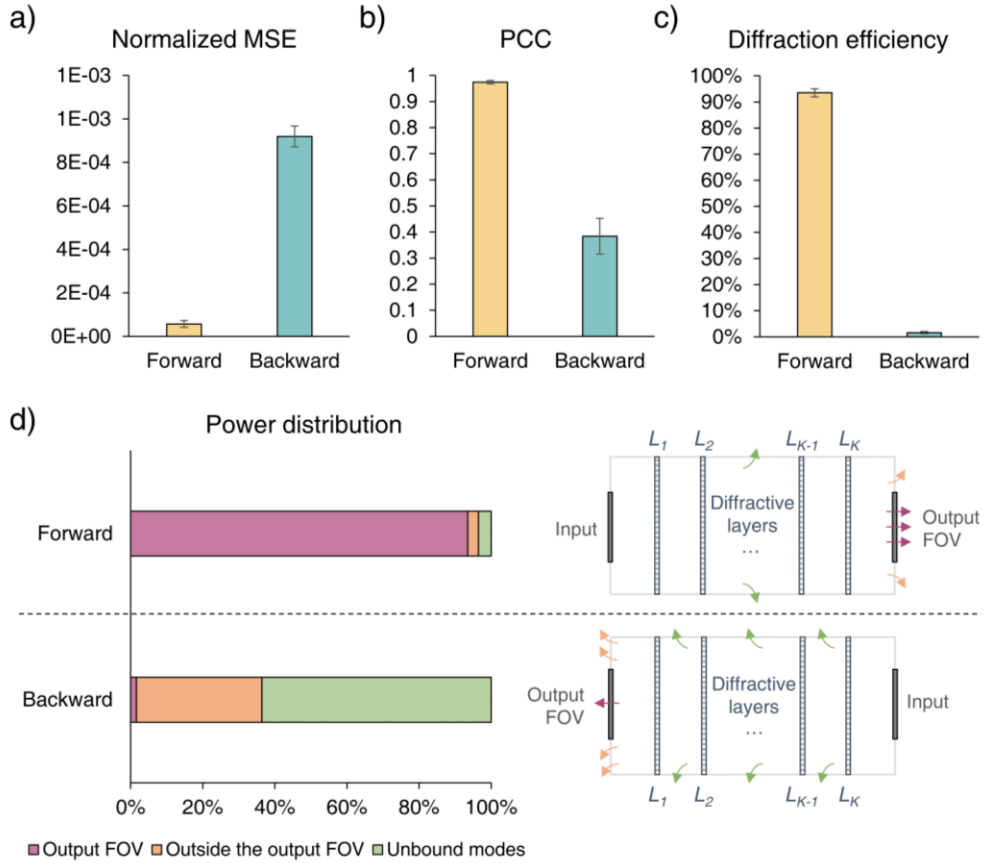 a)
Normalized MSE
1E-03
1E-03
8E-04
6E-04
4E-04
2E-04
0E+00
Forward Backward
b)
PCC
1
0.9
0.8
0.7
0.6
0.5
0.4
0.3
0.2
0.1
0
Forward Backward
c)
Diffraction efficiency
100%
90%
80%
70%
60%
50%
40%
30%
20%
10%
0%
Forward Backward
d)
Power distribution
Forward
Backward
0% 20% 40% 60% 80% 100%
Output FOV Outside the output FOV Unbound modes
L1 L2 LK-1 LK
Input
Diffractive
layers
...
Output
FOV
Output
FOV
Diffractive
layers
...
Input
L1 L2 LK-1 LK